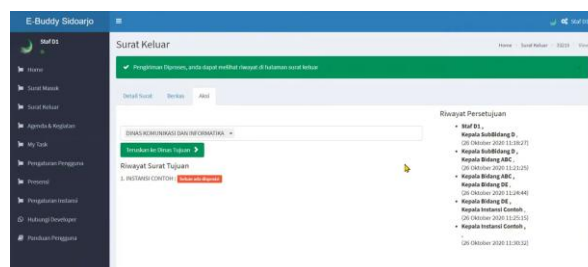 E-Buddy Sidoarjo
Staf D1
Staf D1
Home
Surat Masuk
Surat Keluar
Agenda & Kegiatan
My Task
Pengaturan Pengguna
Presensi
Pengaturan Instansi
Hubungi Developer
Panduan Pengguna
Surat Keluar
Home
Surat Keluar
Pengiriman Diproses, anda dapat melihat riwayat di halaman surat keluar
Detail Surat
Berkas
Aksi
DINAS KOMUNIKASI DAN INFORMATIKA ×
Teruskan ke Dinas Tujuan
Riwayat Surat Tujuan
1. INSTANSI CONTOH : Belum ada disposisi
Riwayat Persetujuan
Staf D1 ,
Kepala SubBidang D ,
(26 Oktober 2020 11:18:27)
Kepala SubBidang D ,
Kepala Bidang ABC ,
(26 Oktober 2020 11:21:25)
Kepala Bidang ABC ,
Kepala Bidang DE ,
(26 Oktober 2020 11:24:44)
Kepala Bidang DE ,
Kepala Instansi Contoh ,
(26 Oktober 2020 11:25:15)
Kepala Instansi Contoh ,
,
(26 Oktober 2020 11:30:32)